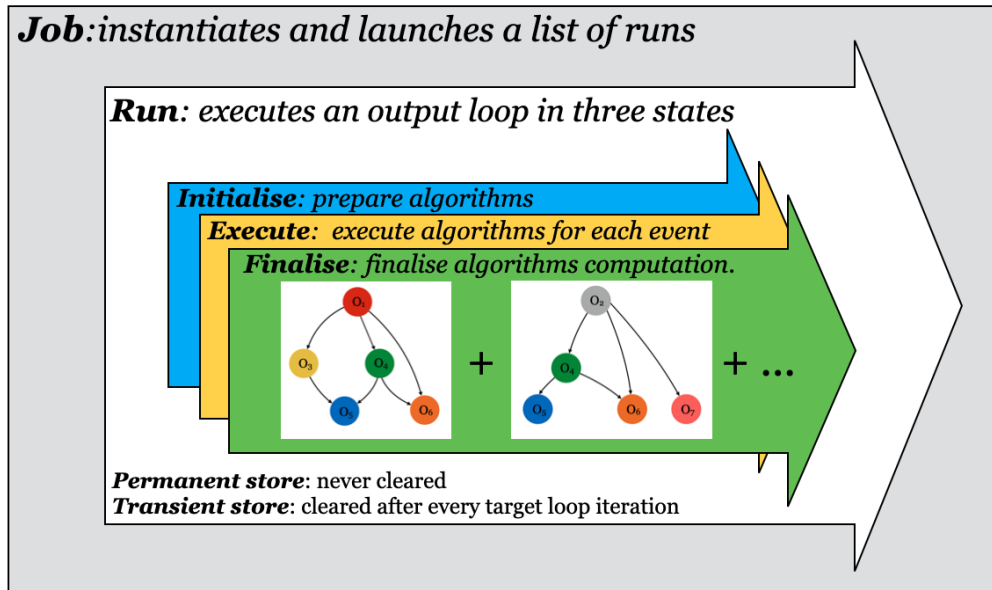 Job:instantiates and launches a list of runs
Run: executes an output loop in three states
Initialise: prepare algorithms
Execute:  execute algorithms for each event
Finalise: finalise algorithms computation.
O₁
O₃
O₄
O₅
O₆
+
O₂
O₄
O₅
O₆
O₇
+ ...
Permanent store: never cleared
Transient store: cleared after every target loop iteration